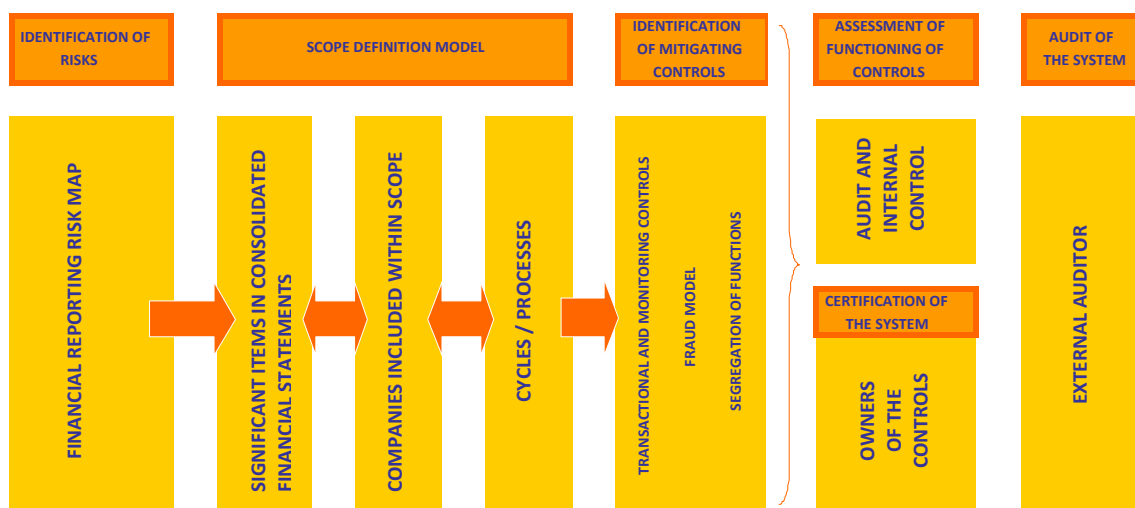 IDENTIFICATION OF
RISKS
SCOPE DEFINITION MODEL
IDENTIFICATION
OF MITIGATING
CONTROLS
ASSESSMENT OF
FUNCTIONING OF
CONTROLS
AUDIT OF
THE SYSTEM
FINANCIAL REPORTING RISK MAP
SIGNIFICANT ITEMS IN CONSOLIDATED
FINANCIAL STATEMENTS
COMPANIES INCLUDED WITHIN SCOPE
CYCLES / PROCESSES
TRANSACTIONAL AND MONITORING CONTROLS
FRAUD MODEL
SEGREGATION OF FUNCTIONS
AUDIT AND
INTERNAL
CONTROL
CERTIFICATION OF
THE SYSTEM
OWNERS
OF THE
CONTROLS
EXTERNAL AUDITOR